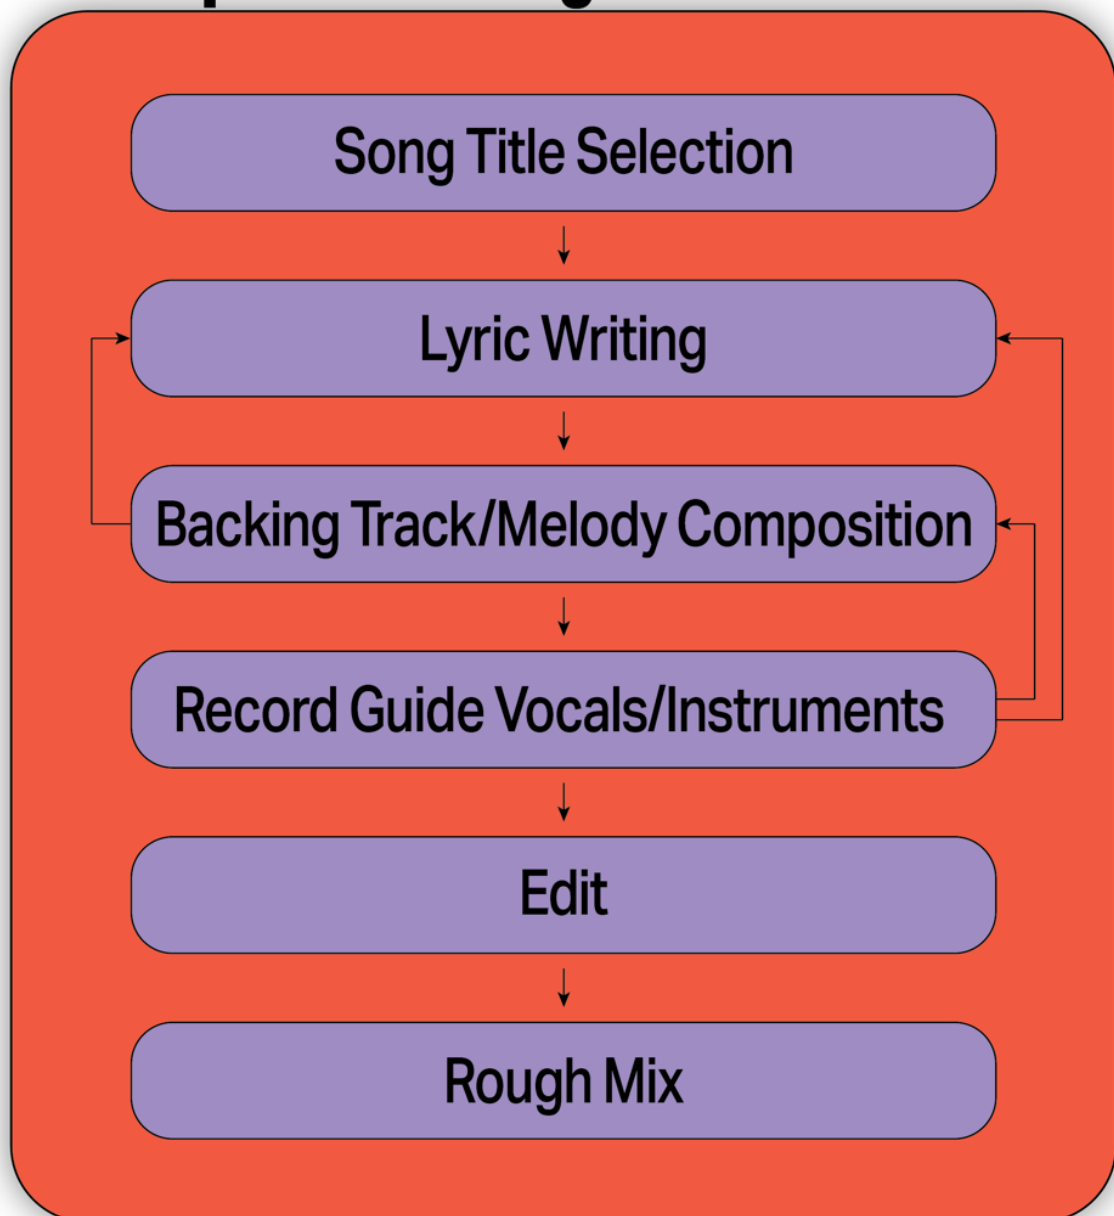 Song Title Selection
Lyric Writing
Backing Track/Melody Composition
Record Guide Vocals/Instruments
Edit
Rough Mix